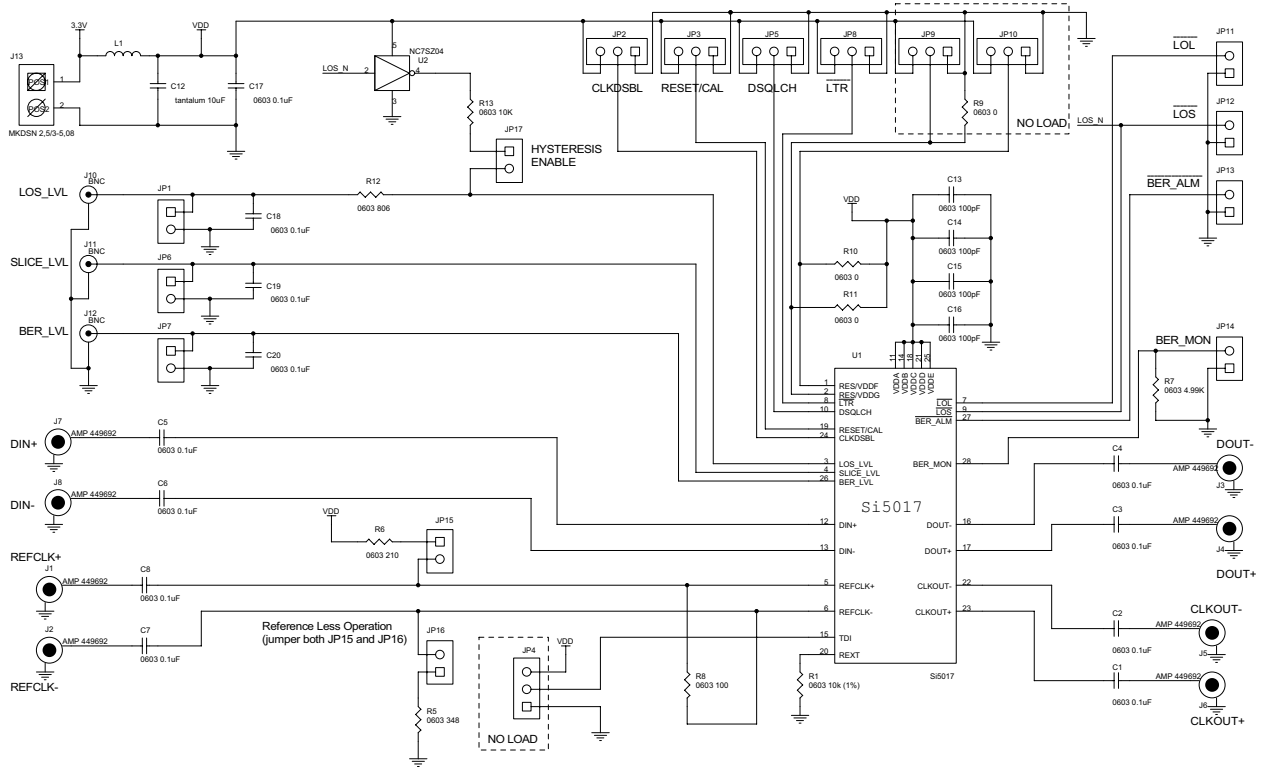 3.3V
L1
VDD
J13
POS1
1
POS2
2
MKDSN 2,5/3-5,08
C12
tantalum 10uF
C17
0603 0.1uF
NC7SZ04
U2
5
LOS_N
2
4
3
R13
0603 10K
JP17
HYSTERESIS
ENABLE
JP2
CLKDSBL
JP3
RESET/CAL
JP5
DSQLCH
JP8
LTR
JP9
JP10
R9
0603 0
NO LOAD
LOS_N
LOL
JP11
LOS
JP12
BER_ALM
JP13
LOS_LVL
J10
BNC
JP1
C18
0603 0.1uF
R12
0603 806
SLICE_LVL
J11
BNC
JP6
C19
0603 0.1uF
BER_LVL
J12
BNC
JP7
C20
0603 0.1uF
VDD
C13
0603 100pF
C14
0603 100pF
C15
0603 100pF
C16
0603 100pF
R10
0603 0
R11
0603 0
BER_MON
JP14
R7
0603 4.99K
U1
11
14
18
21
25
VDDA
VDDB
VDDC
VDDD
VDDE
1 RES/VDDF
2 RES/VDDG
8 LTR
10 DSQLCH
19 RESET/CAL
24 CLKDSBL
3 LOS_LVL
4 SLICE_LVL
26 BER_LVL
12 DIN+
13 DIN-
5 REFCLK+
6 REFCLK-
15 TDI
20 REXT
LOL 7
LOS 9
BER_ALM 27
BER_MON 28
DOUT- 16
DOUT+ 17
CLKOUT- 22
CLKOUT+ 23
Si5017
Si5017
DIN+
J7
AMP 449692
C5
0603 0.1uF
DIN-
J8
AMP 449692
C6
0603 0.1uF
VDD
R6
0603 210
JP15
REFCLK+
J1
AMP 449692
C8
0603 0.1uF
J2
AMP 449692
C7
0603 0.1uF
REFCLK-
Reference Less Operation
(jumper both JP15 and JP16)
JP16
R5
0603 348
JP4
VDD
NO LOAD
R8
0603 100
R1
0603 10k (1%)
C4
0603 0.1uF
AMP 449692
DOUT-
J3
C3
0603 0.1uF
AMP 449692
J4
DOUT+
C2
0603 0.1uF
CLKOUT-
AMP 449692
J5
C1
0603 0.1uF
AMP 449692
J6
CLKOUT+